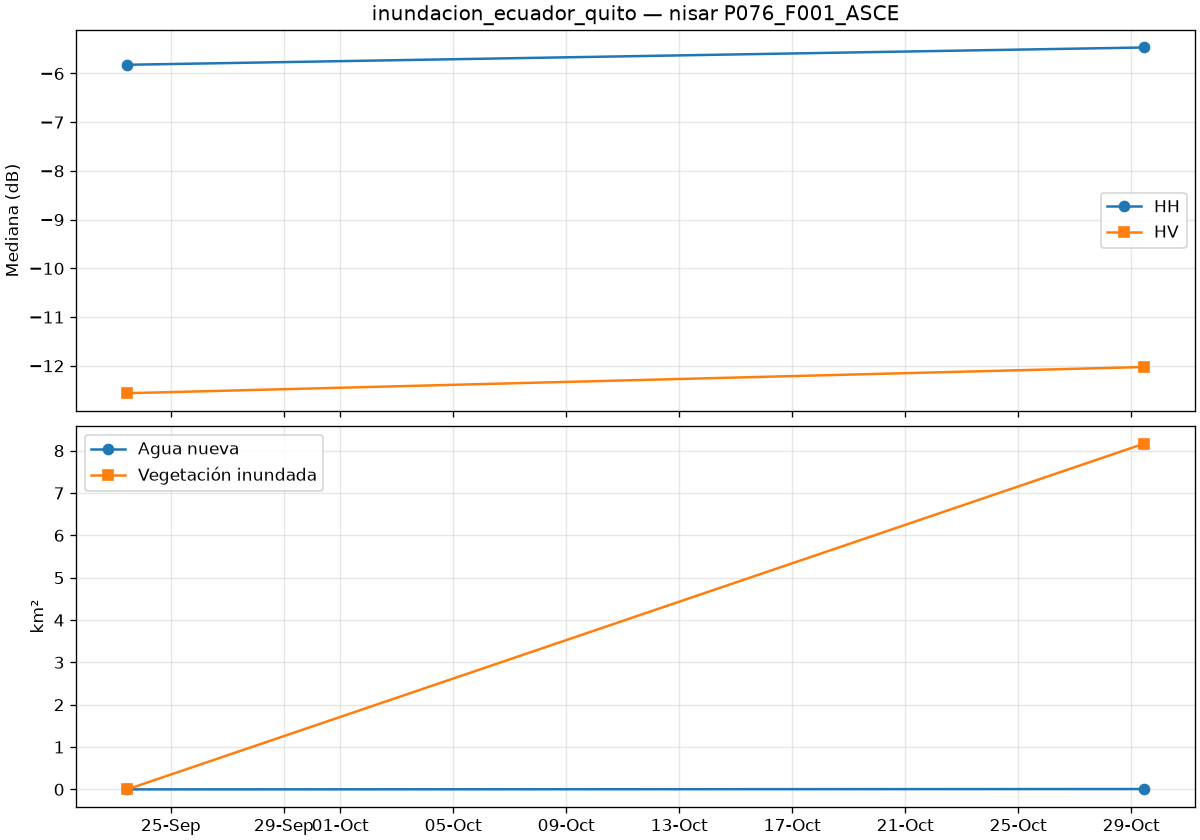 inundacion_ecuador_quito — nisar P076_F001_ASCE
Mediana (dB)
−6
−7
−8
−9
−10
−11
−12
HH
HV
km²
8
7
6
5
4
3
2
1
0
Agua nueva
Vegetación inundada
25-Sep
29-Sep
01-Oct
05-Oct
09-Oct
13-Oct
17-Oct
21-Oct
25-Oct
29-Oct